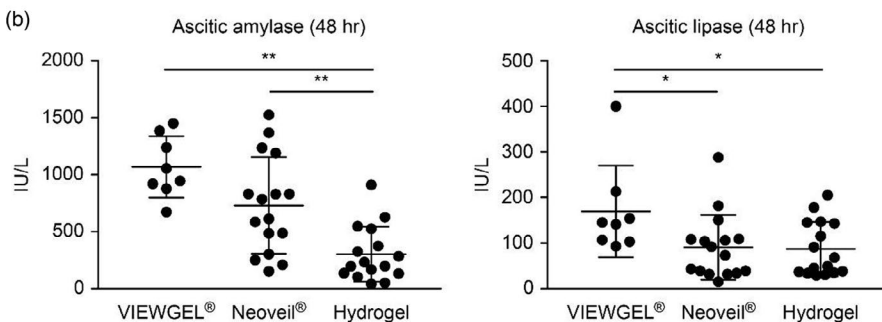 (b)
Ascitic amylase (48 hr)
2000
1500
1000
500
0
IU/L
**
**
VIEWGEL® Neoveil® Hydrogel
Ascitic lipase (48 hr)
500
400
300
200
100
0
IU/L
*
*
VIEWGEL® Neoveil® Hydrogel